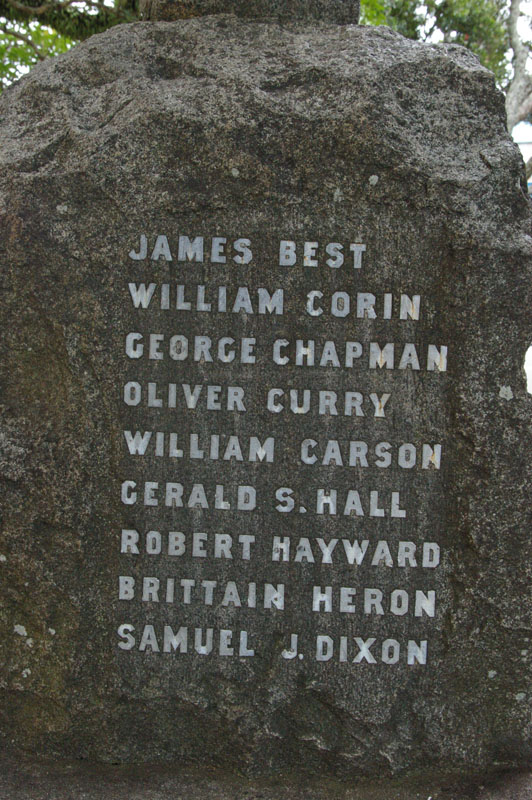 JAMES BEST
WILLIAM CORIN
GEORGE CHAPMAN
OLIVER CURRY
WILLIAM CARSON
GERALD S. HALL
ROBERT HAYWARD
BRITTAIN HERON
SAMUEL J. DIXON